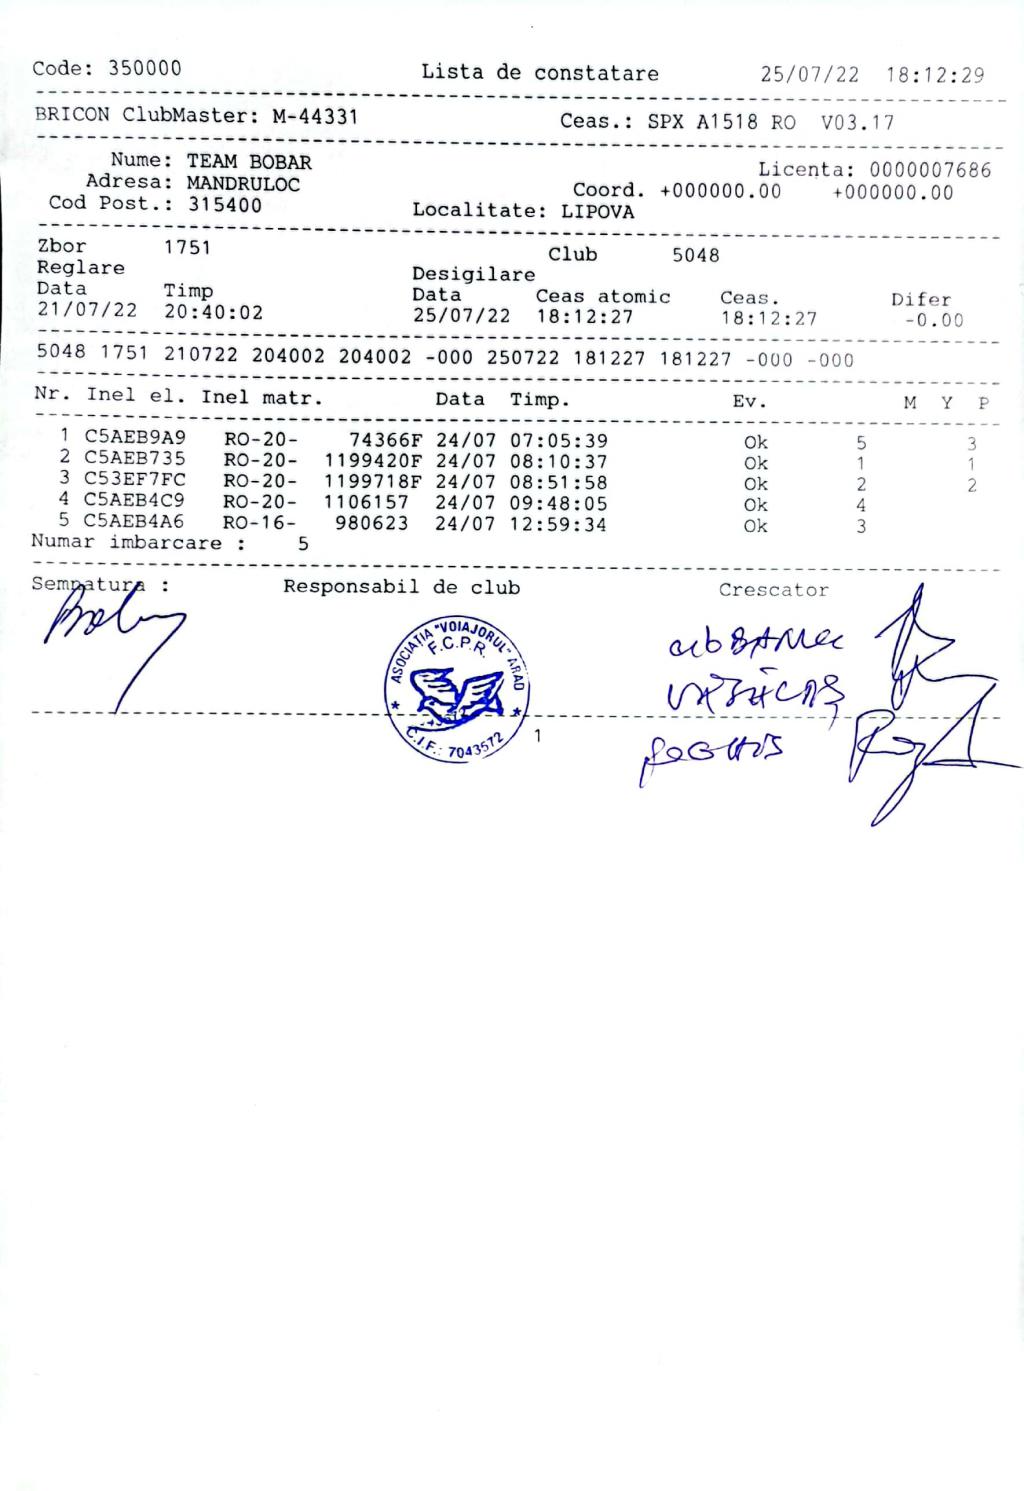 Code: 350000 Lista de constatare 25/07/22 18:12:29
BRICON ClubMaster: M-44331 Ceas.: SPX A1518 RO V03.17
Nume: TEAM BOBAR Licenta: 0000007686
Adresa: MANDRULOC Coord. +000000.00 +000000.00
Cod Post.: 315400 Localitate: LIPOVA
Zbor 1751 Club 5048
Reglare Desigilare
Data Timp Data Ceas atomic Ceas. Difer
21/07/22 20:40:02 25/07/22 18:12:27 18:12:27 -0.00
5048 1751 210722 204002 204002 -000 250722 181227 181227 -000 -000
Nr. Inel el. Inel matr. Data Timp. Ev. M Y P
1 C5AEB9A9 RO-20- 74366F 24/07 07:05:39 Ok 5 3
2 C5AEB735 RO-20- 1199420F 24/07 08:10:37 Ok 1 1
3 C53EF7FC RO-20- 1199718F 24/07 08:51:58 Ok 2 2
4 C5AEB4C9 RO-20- 1106157 24/07 09:48:05 Ok 4
5 C5AEB4A6 RO-16- 980623 24/07 12:59:34 Ok 3
Numar imbarcare : 5
Semnatura : Responsabil de club Crescator
ASOCIATIA "VOIAJORUL" ARAD
F.C.P.R.
C.I.F.: 7043572
1